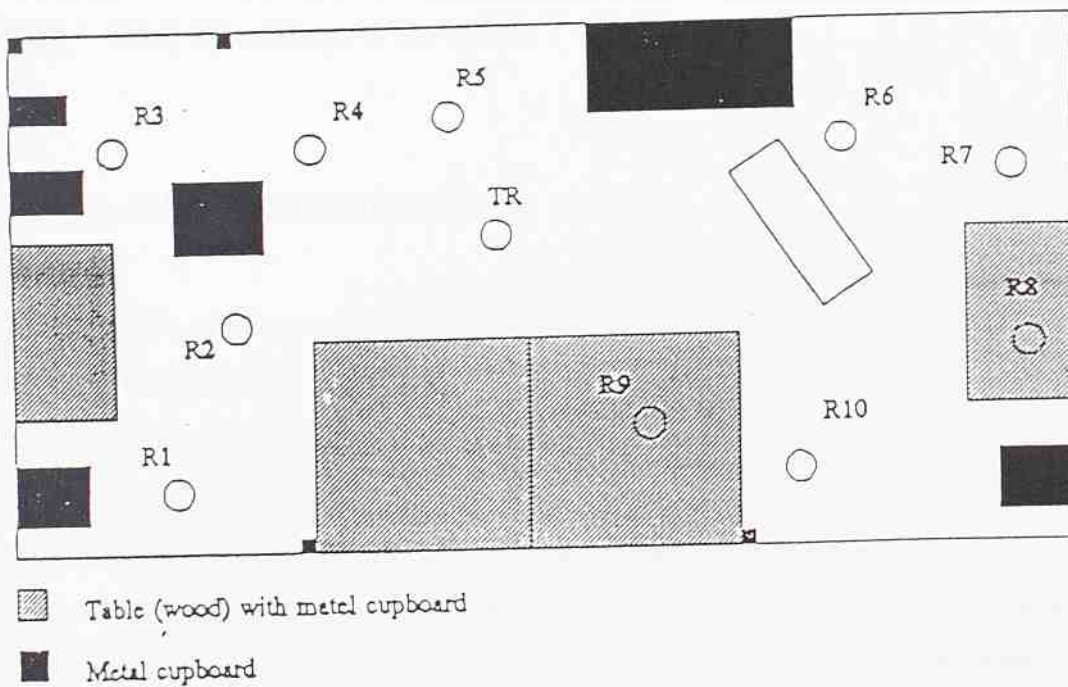 R5
R3
R4
R6
R7
TR
R8
R2
R9
R10
R1
Table (wood) with metel cupboard
Metal cupboard